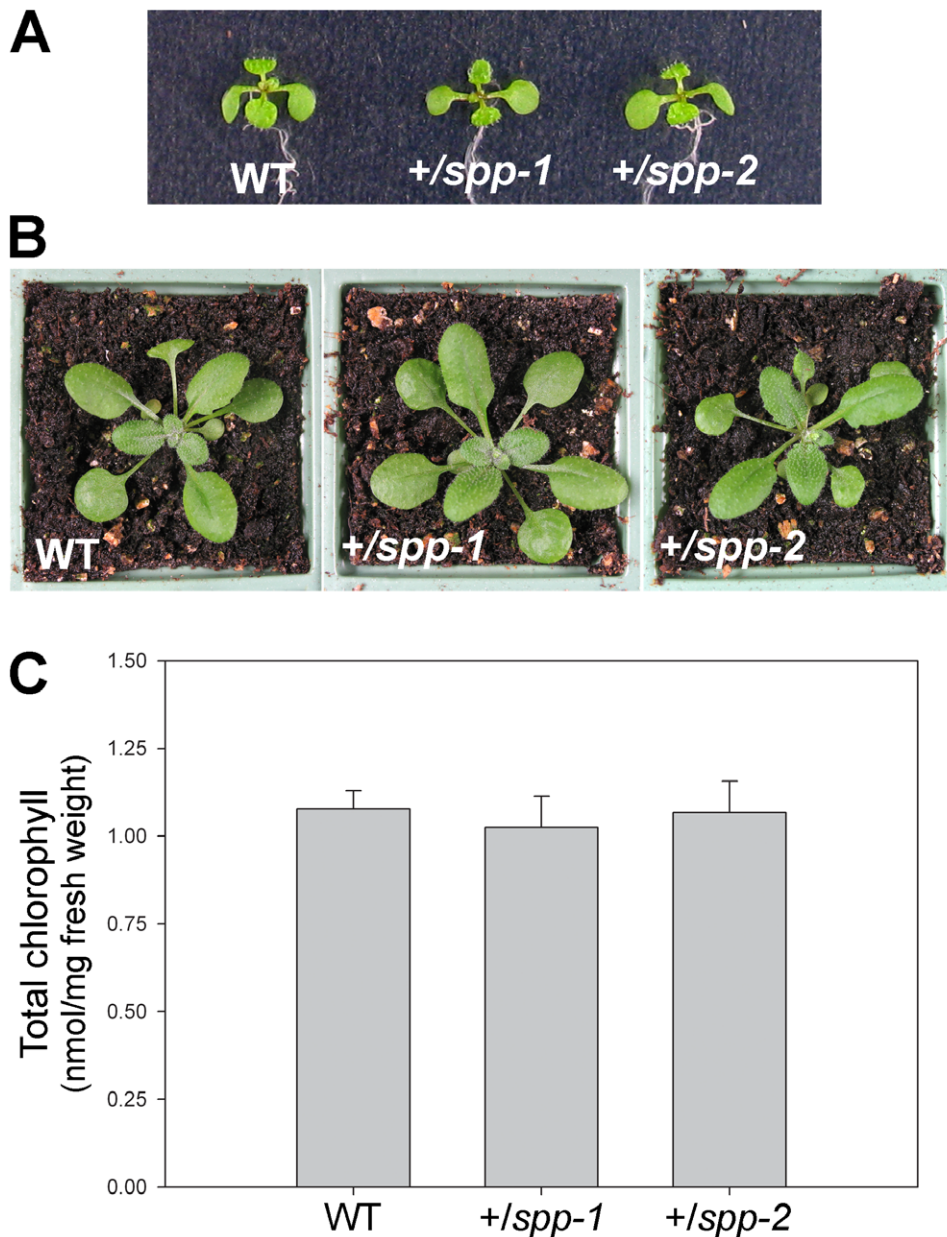 A
WT
+/spp-1
+/spp-2
B
WT
+/spp-1
+/spp-2
C
Total chlorophyll
(nmol/mg fresh weight)
1.50
1.25
1.00
0.75
0.50
0.25
0.00
WT
+/spp-1
+/spp-2